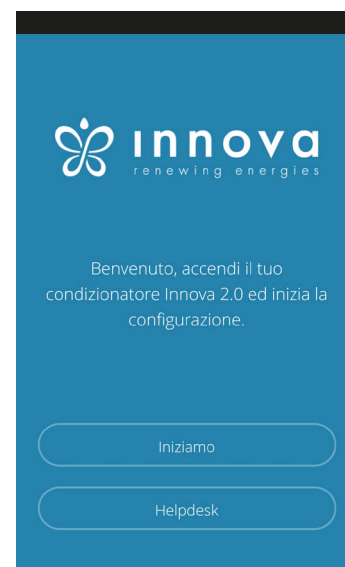 innova
renewing energies
Benvenuto, accendi il tuo
condizionatore Innova 2.0 ed inizia la
configurazione.
Iniziamo
Helpdesk